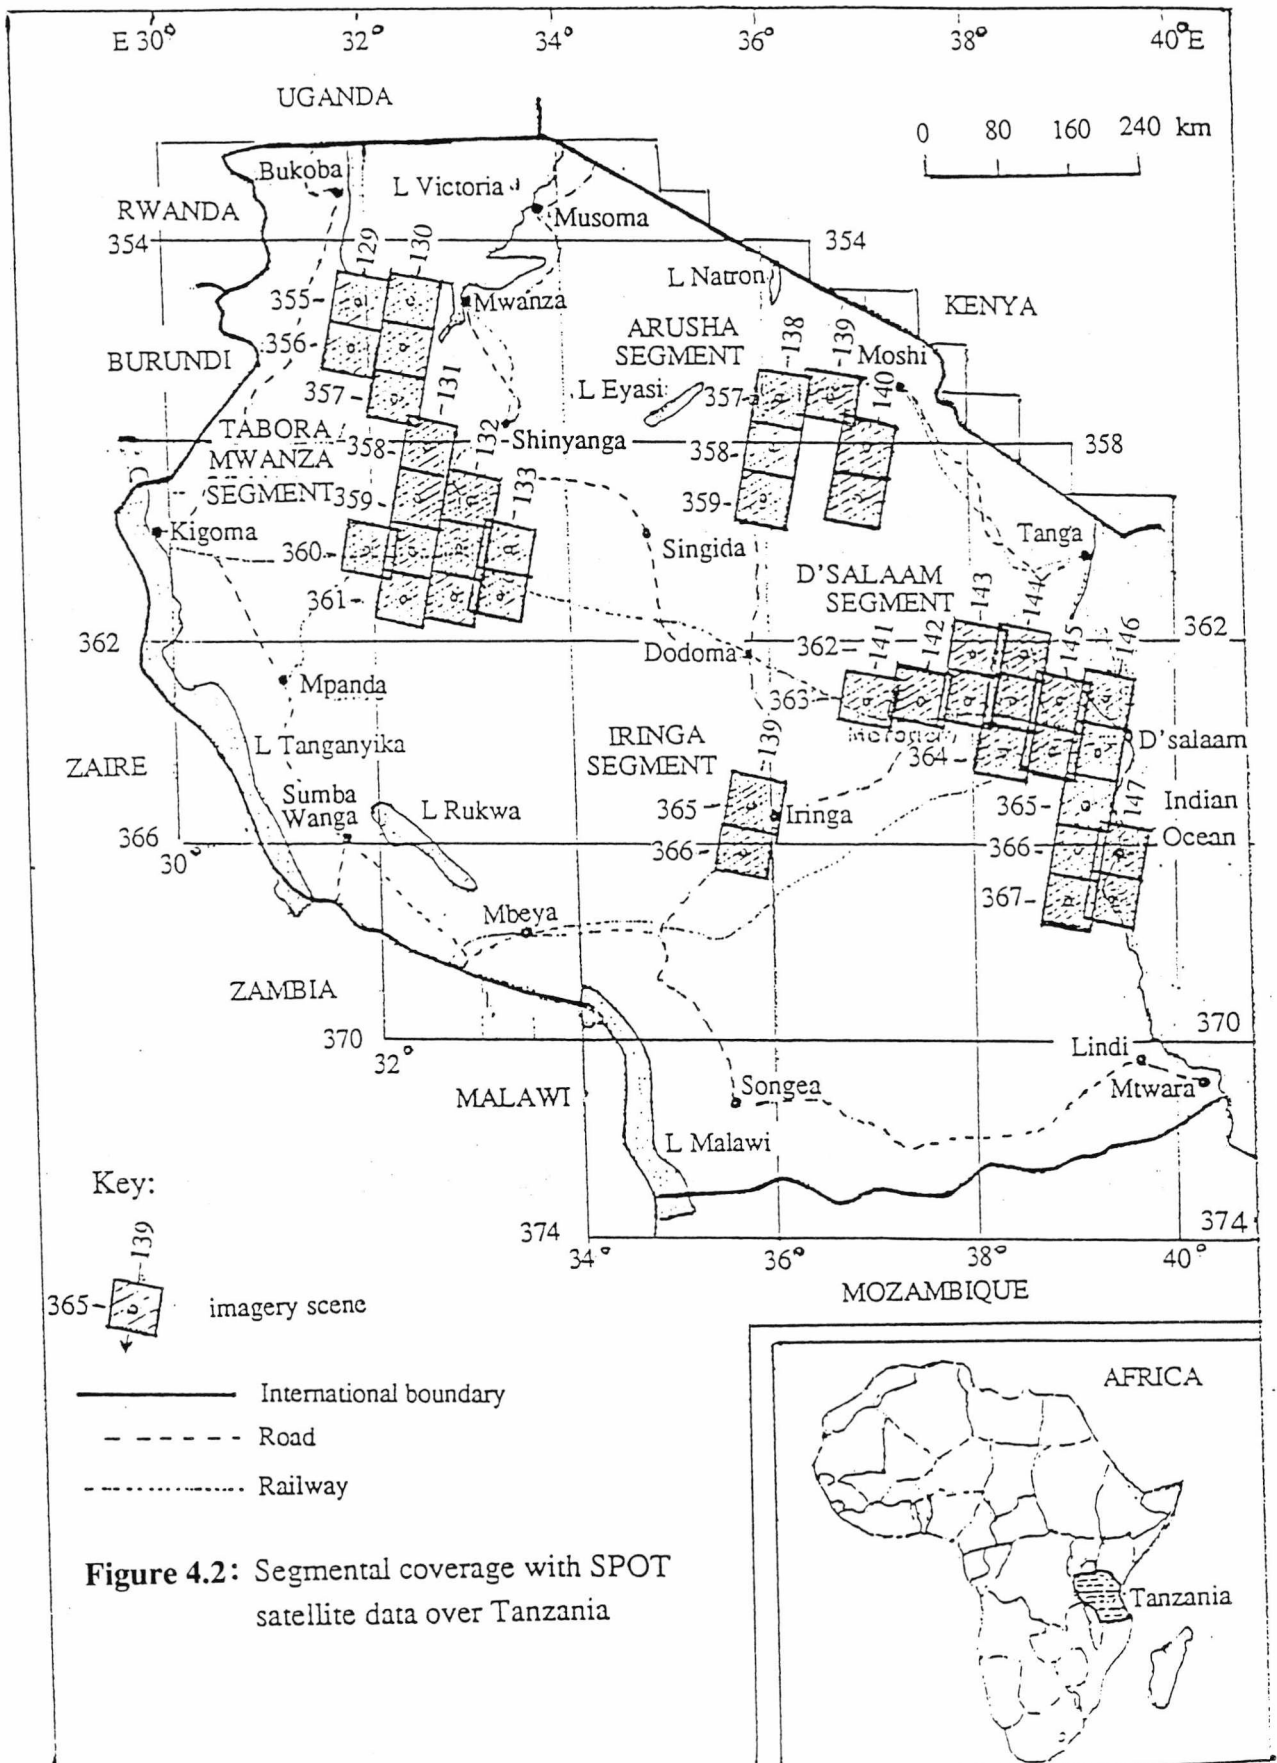 E 30° 32° 34° 36° 38° 40°E
UGANDA
0 80 160 240 km
Bukoba
L Victoria
RWANDA
Musoma
354 354
129 130
L Natron
355
Mwanza
KENYA
ARUSHA
SEGMENT
138 139
356
BURUNDI
Moshi
L Eyasi
357 357
131
140
TABORA
MWANZA
SEGMENT
358 358 358
132
Shinyanga
359 359
133
Kigoma
360
Singida
Tanga
D'SALAAM
SEGMENT
361
143 144
362 362 362
141 142 145 146
Dodoma
Mpanda
363
L Tanganyika
IRINGA
SEGMENT
139
364
D'salaam
ZAIRE
Sumba
Wanga
L Rukwa
365 365
147
Iringa
Indian
Ocean
366 366 366
30°
367
Mbeya
ZAMBIA
370 370
32°
Lindi
MALAWI
Songea
Mtwara
L Malawi
374 374
34° 36° 38° 40°
MOZAMBIQUE
Key:
139
365 imagery scene
International boundary
Road
Railway
AFRICA
Tanzania
Figure 4.2: Segmental coverage with SPOT
satellite data over Tanzania